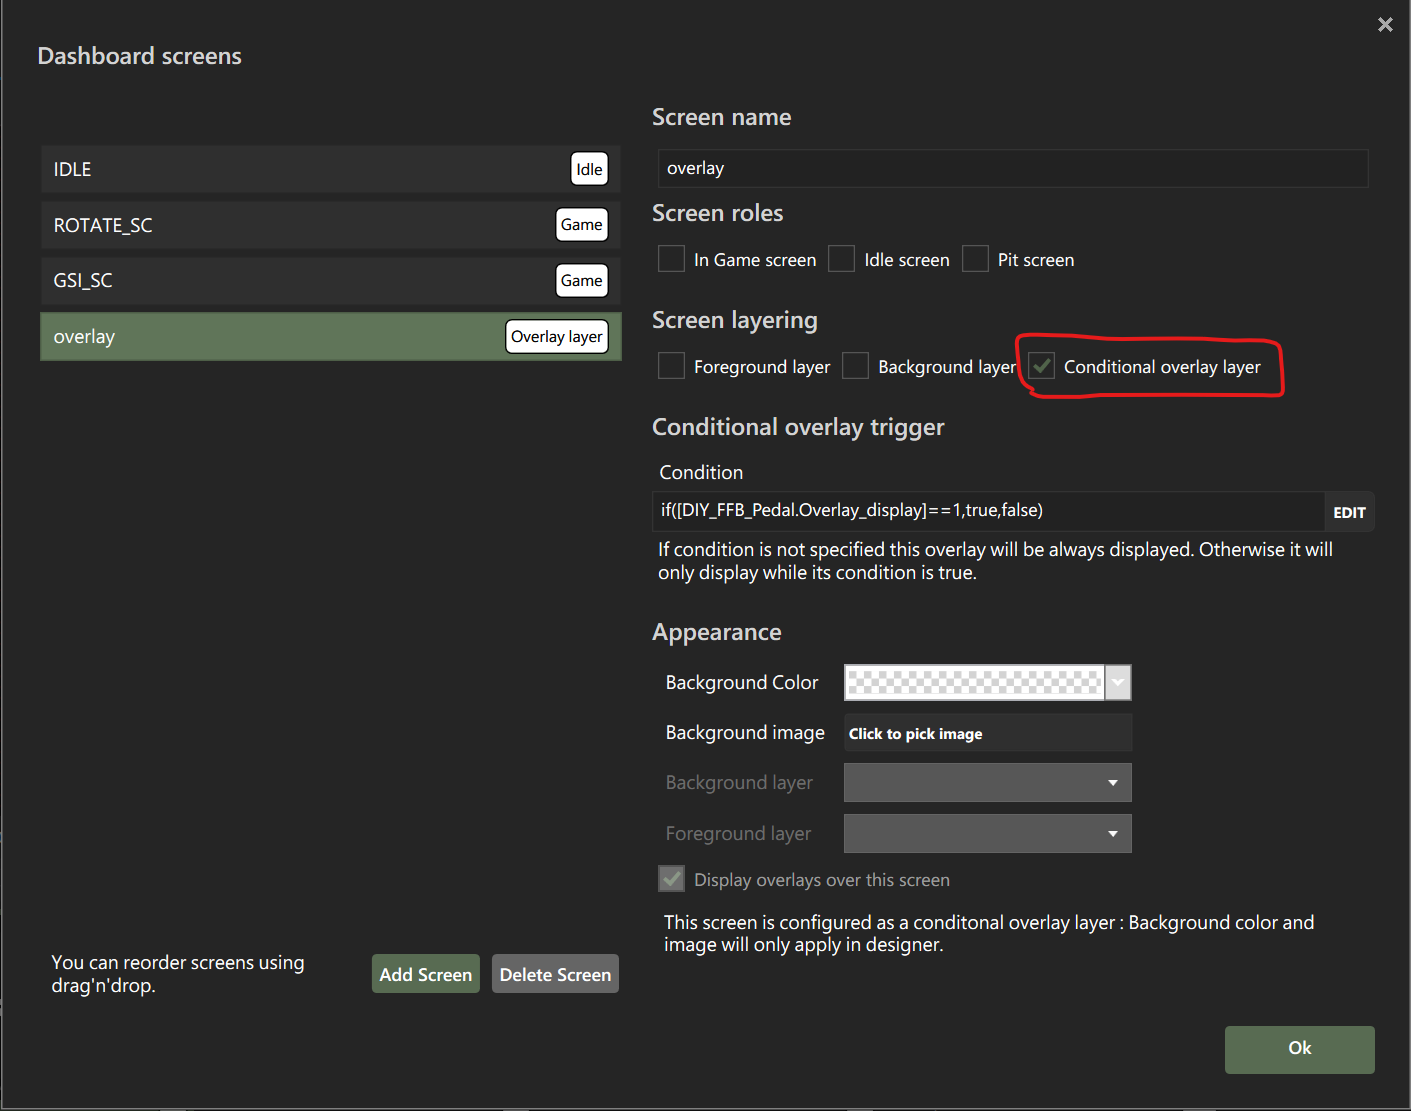 Dashboard screens
IDLE
Idle
ROTATE_SC
Game
GSI_SC
Game
overlay
Overlay layer
You can reorder screens using
drag'n'drop.
Add Screen
Delete Screen
Screen name
overlay
Screen roles
In Game screen
Idle screen
Pit screen
Screen layering
Foreground layer
Background layer
Conditional overlay layer
Conditional overlay trigger
Condition
if([DIY_FFB_Pedal.Overlay_display]==1,true,false)
EDIT
If condition is not specified this overlay will be always displayed. Otherwise it will
only display while its condition is true.
Appearance
Background Color
Background image
Click to pick image
Background layer
Foreground layer
Display overlays over this screen
This screen is configured as a conditonal overlay layer : Background color and
image will only apply in designer.
Ok